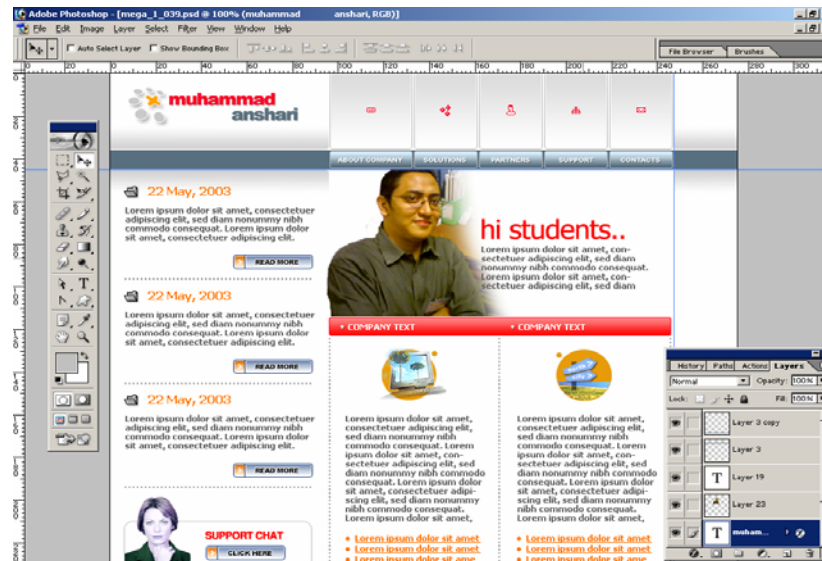 Adobe Photoshop - [mega_1_039.psd @ 100% (muhammad anshari, RGB)]
File Edit Image Layer Select Filter View Window Help
Auto Select Layer Show Bounding Box
File Browser Brushes
muhammad
anshari
ABOUT COMPANY SOLUTIONS PARTNERS SUPPORT CONTACTS
22 May, 2003
Lorem ipsum dolor sit amet, consectetuer
adipiscing elit, sed diam nonummy nibh
commodo consequat. Lorem ipsum dolor
sit amet, consectetuer adipiscing elit.
READ MORE
22 May, 2003
Lorem ipsum dolor sit amet, consectetuer
adipiscing elit, sed diam nonummy nibh
commodo consequat. Lorem ipsum dolor
sit amet, consectetuer adipiscing elit.
READ MORE
22 May, 2003
Lorem ipsum dolor sit amet, consectetuer
adipiscing elit, sed diam nonummy nibh
commodo consequat. Lorem ipsum dolor
sit amet, consectetuer adipiscing elit.
READ MORE
SUPPORT CHAT
CLICK HERE
hi students..
Lorem ipsum dolor sit amet, con-
sectetuer adipiscing elit, sed diam
nonummy nibh commodo consequat.
Lorem ipsum dolor sit amet, con-
sectetuer adipiscing elit, sed diam
COMPANY TEXT
Lorem ipsum dolor sit amet,
consectetuer adipiscing elit,
sed diam nonummy nibh
commodo consequat. Lorem
ipsum dolor sit amet, con-
sectetuer adipiscing elit, sed
diam nonummy nibh commodo
consequat. Lorem ipsum dolor
sit amet, consectetuer adipi-
scing elit, sed diam nonummy
nibh commodo consequat.
Lorem ipsum dolor sit amet,
Lorem ipsum dolor sit amet
Lorem ipsum dolor sit amet
Lorem ipsum dolor sit ame
COMPANY TEXT
Lorem ipsum dolor sit amet,
consectetuer adipiscing elit,
sed diam nonummy nibh
commodo consequat. Lorem
ipsum dolor sit amet, con-
sectetuer adipiscing elit, sed
diam nonummy nibh commodo
consequat. Lorem ipsum dolor
sit amet, consectetuer adipi-
scing elit, sed diam nonummy
nibh commodo consequat.
Lorem ipsum dolor sit amet,
Lorem ipsum dolor sit amet
Lorem ipsum dolor sit amet
Lorem ipsum dolor sit ame
History Paths Actions Layers
Normal Opacity: 100%
Lock: Fill: 100%
Layer 3 copy
Layer 3
T Layer 19
Layer 23
T muham...